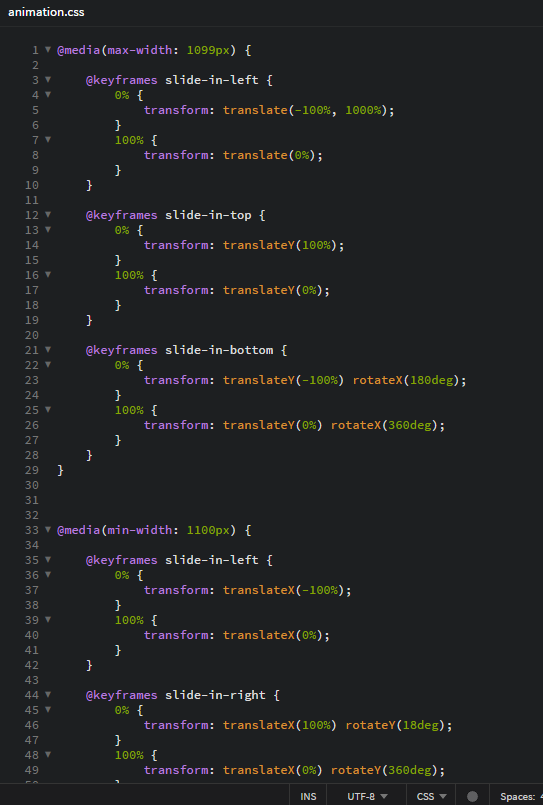 animation.css
1 @media(max-width: 1099px) {
2
3 @keyframes slide-in-left {
4 0% {
5 transform: translate(-100%, 1000%);
6 }
7 100% {
8 transform: translate(0%);
9 }
10 }
11
12 @keyframes slide-in-top {
13 0% {
14 transform: translateY(100%);
15 }
16 100% {
17 transform: translateY(0%);
18 }
19 }
20
21 @keyframes slide-in-bottom {
22 0% {
23 transform: translateY(-100%) rotateX(180deg);
24 }
25 100% {
26 transform: translateY(0%) rotateX(360deg);
27 }
28 }
29 }
30
31
32
33 @media(min-width: 1100px) {
34
35 @keyframes slide-in-left {
36 0% {
37 transform: translateX(-100%);
38 }
39 100% {
40 transform: translateX(0%);
41 }
42 }
43
44 @keyframes slide-in-right {
45 0% {
46 transform: translateX(100%) rotateY(18deg);
47 }
48 100% {
49 transform: translateX(0%) rotateY(360deg);
INS UTF-8 CSS Spaces: